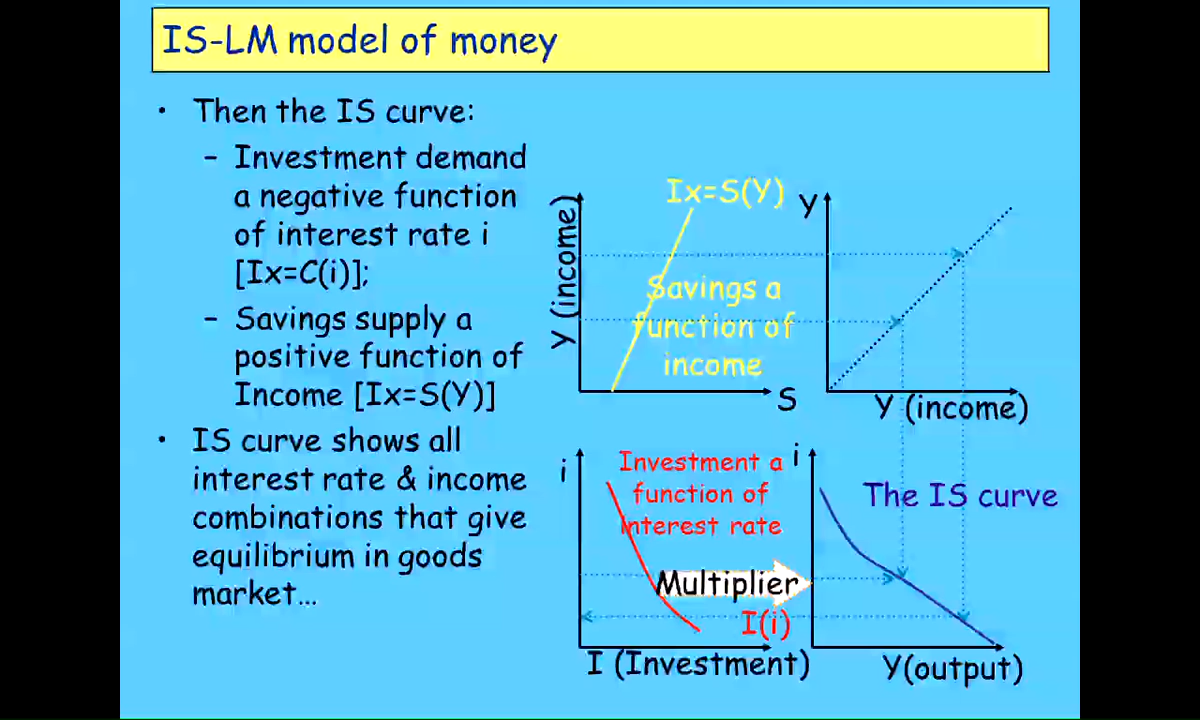 IS-LM model of money
• Then the IS curve:
– Investment demand
a negative function
of interest rate i
[Ix=C(i)];
– Savings supply a
positive function of
Income [Ix=S(Y)]
• IS curve shows all
interest rate & income
combinations that give
equilibrium in goods
market…
Ix=S(Y)
Y (income)
Savings a
function of
income
S
Y
Y (income)
i
Investment a
function of
interest rate
Multiplier
I(i)
I (Investment)
i
The IS curve
Y(output)